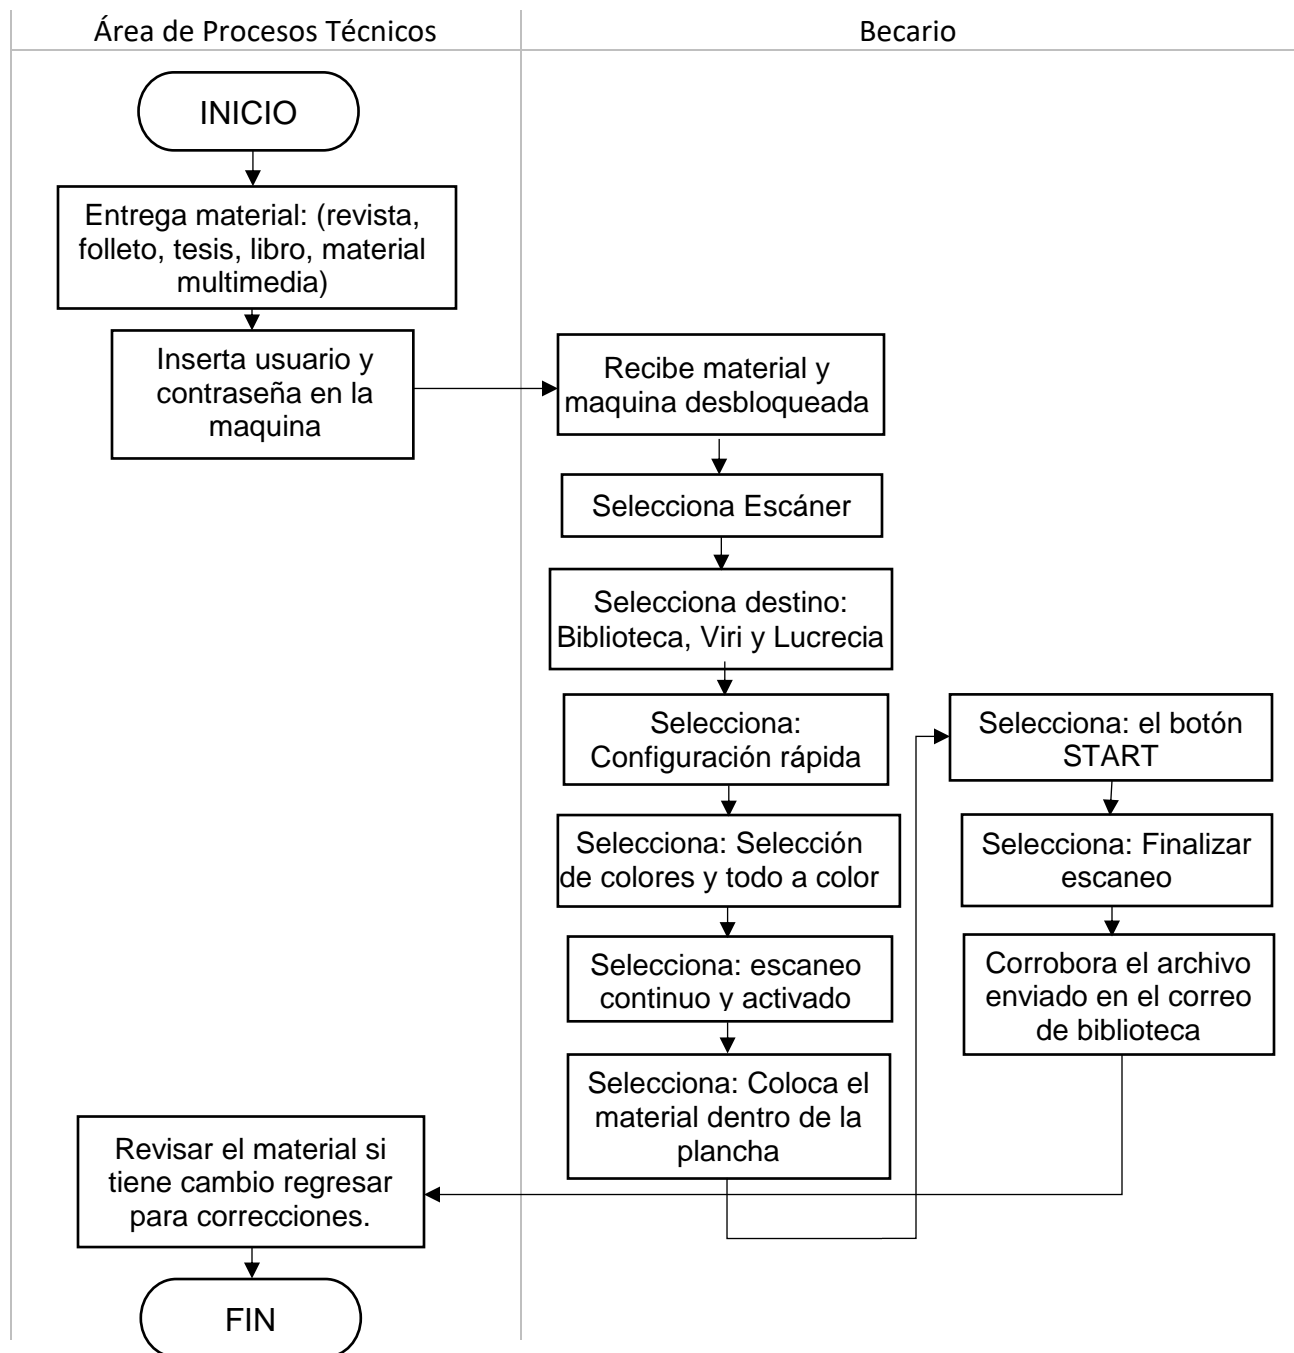 Área de Procesos Técnicos
Becario
INICIO
Entrega material: (revista,
folleto, tesis, libro, material
multimedia)
Inserta usuario y
contraseña en la
maquina
Recibe material y
maquina desbloqueada
Selecciona Escáner
Selecciona destino:
Biblioteca, Viri y Lucrecia
Selecciona:
Configuración rápida
Selecciona: Selección
de colores y todo a color
Selecciona: escaneo
continuo y activado
Selecciona: Coloca el
material dentro de la
plancha
Selecciona: el botón
START
Selecciona: Finalizar
escaneo
Corrobora el archivo
enviado en el correo
de biblioteca
Revisar el material si
tiene cambio regresar
para correcciones.
FIN